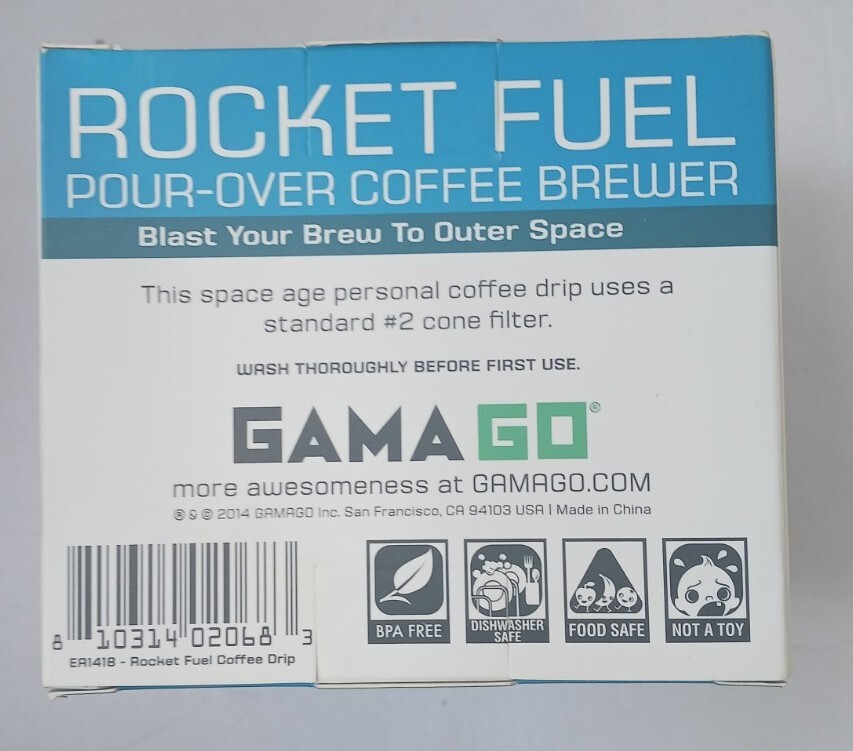 ROCKET FUEL
POUR-OVER COFFEE BREWER
Blast Your Brew To Outer Space
This space age personal coffee drip uses a
standard #2 cone filter.
WASH THOROUGHLY BEFORE FIRST USE.
GAMAGO®
more awesomeness at GAMAGO.COM
® & © 2014 GAMAGO Inc. San Francisco, CA 94103 USA | Made in China
BPA FREE
DISHWASHER
SAFE
FOOD SAFE
NOT A TOY
8 10314 02068 3
EA1418 - Rocket Fuel Coffee Drip